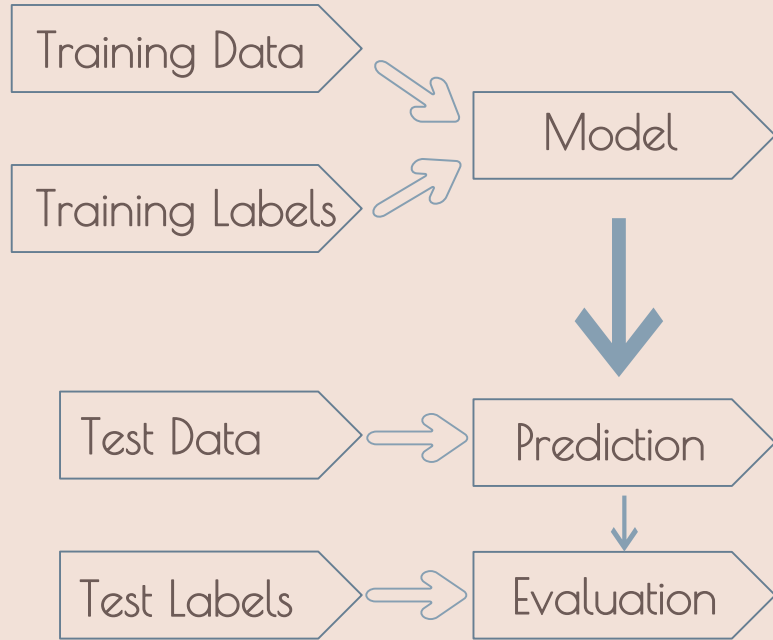 Training Data
Model
Training Labels
Test Data
Prediction
Test Labels
Evaluation